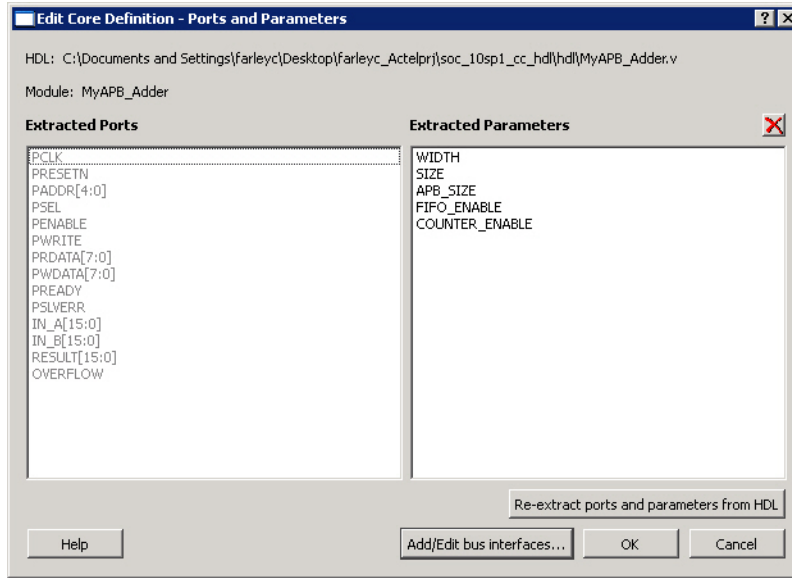 Edit Core Definition - Ports and Parameters
HDL: C:\Documents and Settings\farleyc\Desktop\farleyc_Actelprj\soc_10sp1_cc_hdl\hdl\MyAPB_Adder.v
Module: MyAPB_Adder
Extracted Ports
Extracted Parameters
PCLK
PRESETN
PADDR[4:0]
PSEL
PENABLE
PWRITE
PRDATA[7:0]
PWDATA[7:0]
PREADY
PSLVERR
IN_A[15:0]
IN_B[15:0]
RESULT[15:0]
OVERFLOW
WIDTH
SIZE
APB_SIZE
FIFO_ENABLE
COUNTER_ENABLE
Re-extract ports and parameters from HDL
Help
Add/Edit bus interfaces...
OK
Cancel